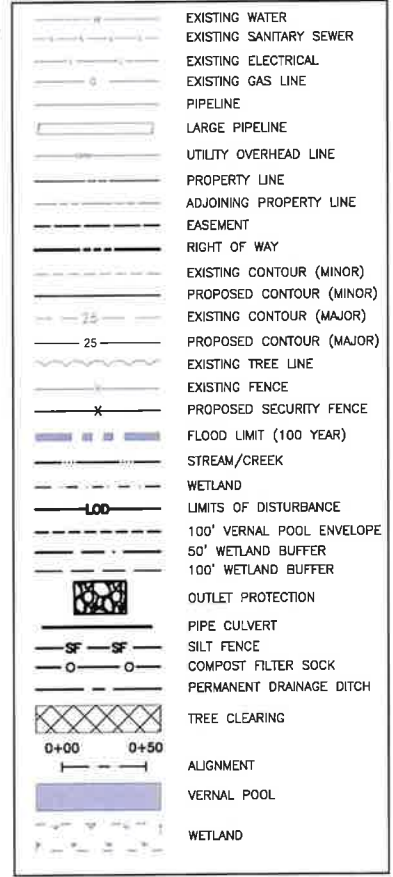 W EXISTING WATER
EXISTING SANITARY SEWER
EXISTING ELECTRICAL
G EXISTING GAS LINE
PIPELINE
LARGE PIPELINE
UTILITY OVERHEAD LINE
PROPERTY LINE
ADJOINING PROPERTY LINE
EASEMENT
RIGHT OF WAY
EXISTING CONTOUR (MINOR)
PROPOSED CONTOUR (MINOR)
25 EXISTING CONTOUR (MAJOR)
25 PROPOSED CONTOUR (MAJOR)
EXISTING TREE LINE
X EXISTING FENCE
X PROPOSED SECURITY FENCE
FLOOD LIMIT (100 YEAR)
STREAM/CREEK
WETLAND
LOD LIMITS OF DISTURBANCE
100' VERNAL POOL ENVELOPE
50' WETLAND BUFFER
100' WETLAND BUFFER
OUTLET PROTECTION
PIPE CULVERT
SF SF SILT FENCE
O O COMPOST FILTER SOCK
PERMANENT DRAINAGE DITCH
TREE CLEARING
0+00 0+50
ALIGNMENT
VERNAL POOL
WETLAND